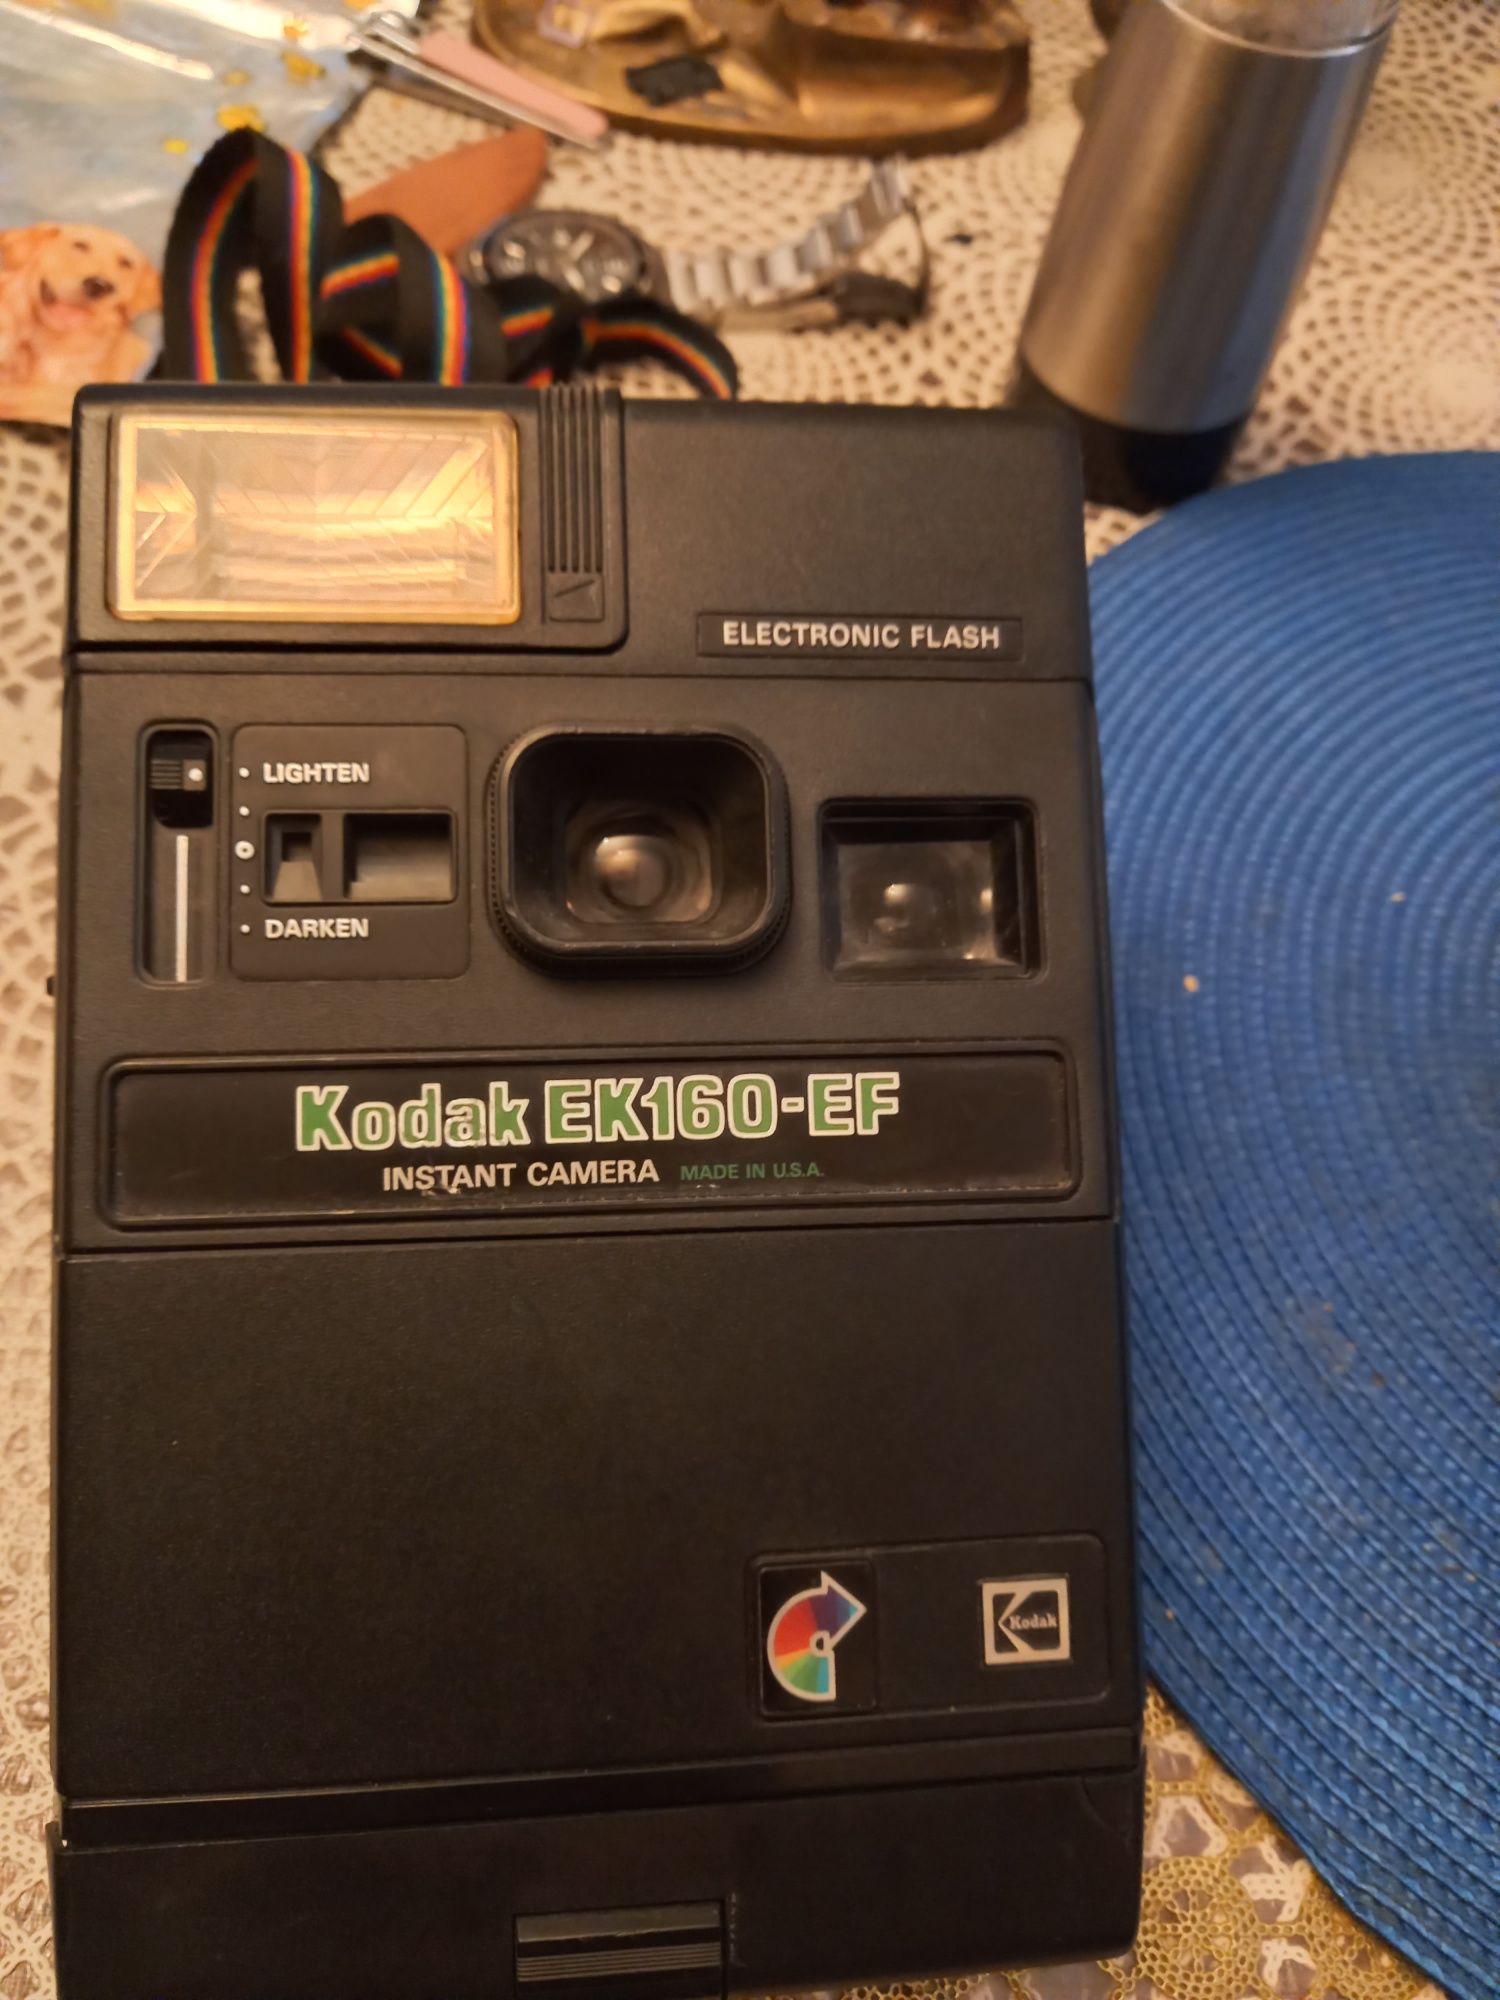 ELECTRONIC FLASH
LIGHTEN
DARKEN
Kodak EK160-EF
INSTANT CAMERA MADE IN U.S.A.
Kodak